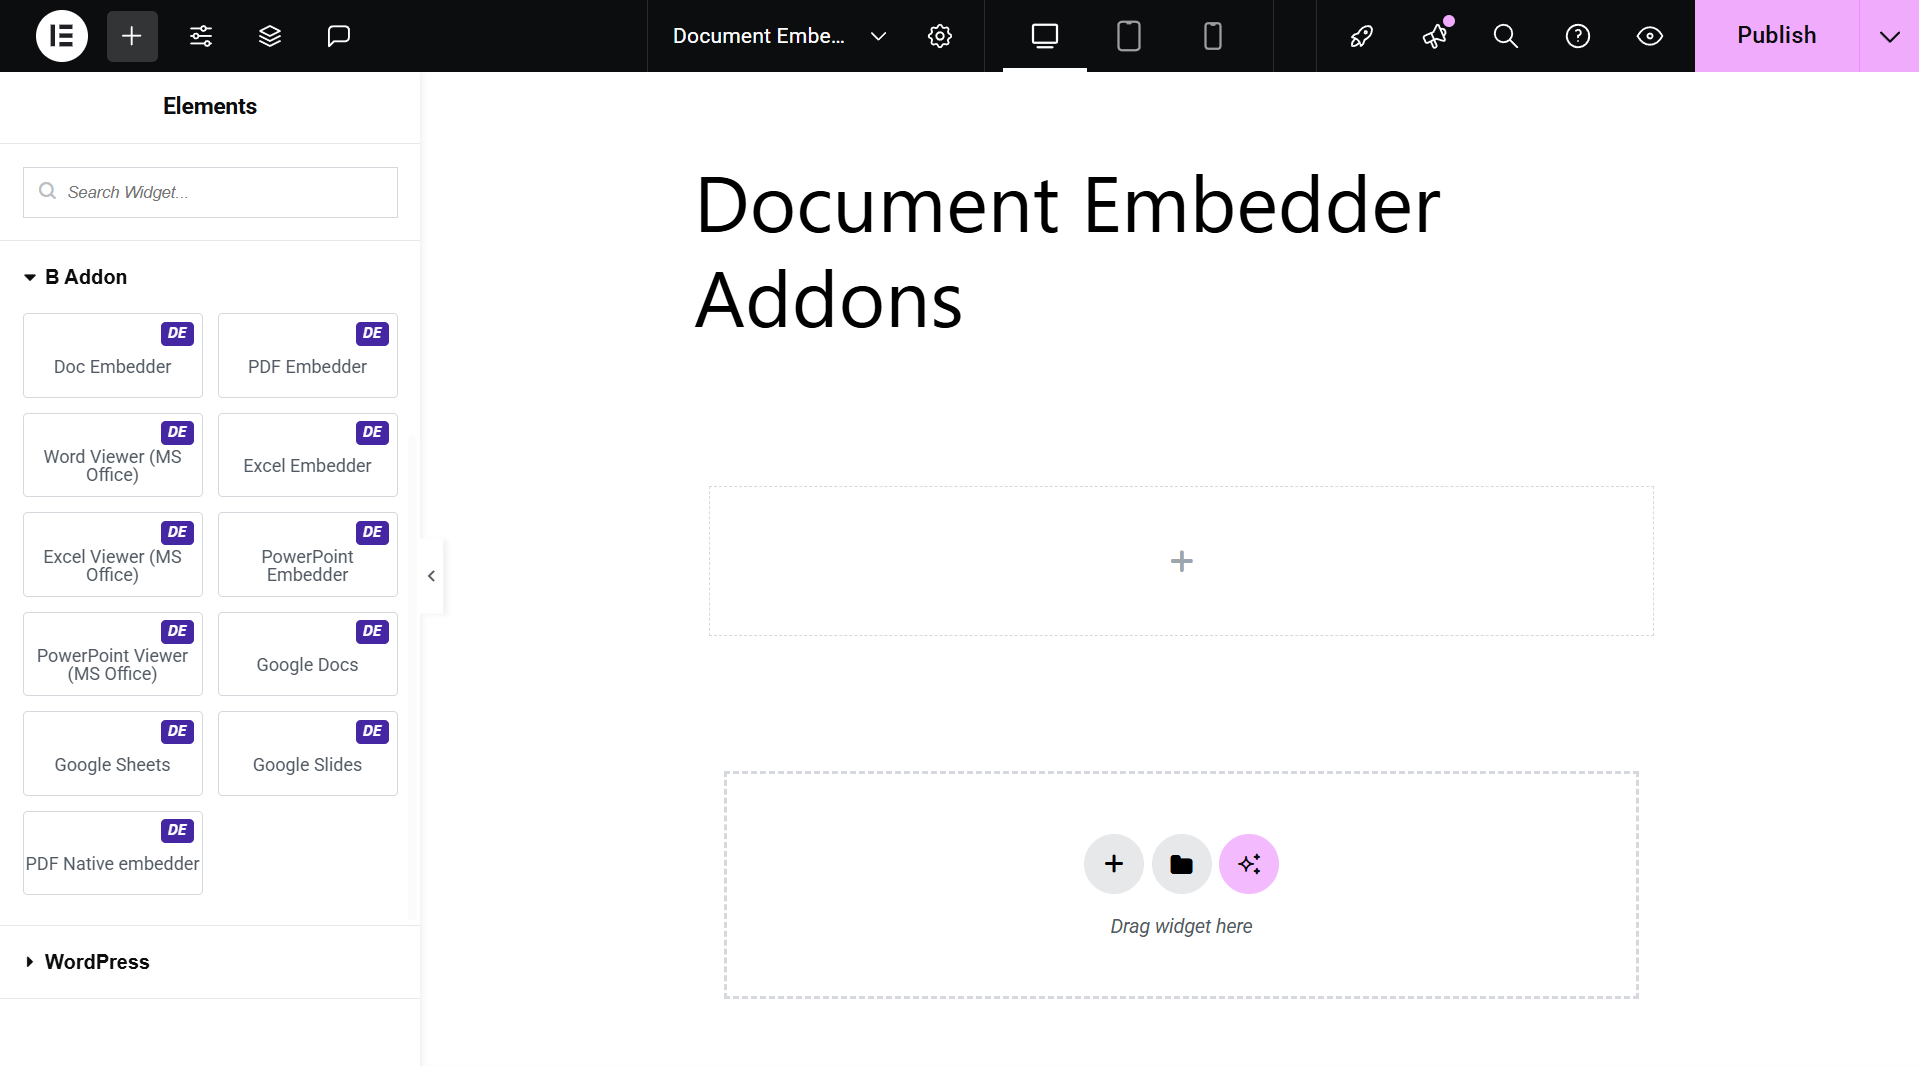 Document Embe...
Publish
Elements
Search Widget...
B Addon
DE
Doc Embedder
DE
PDF Embedder
DE
Word Viewer (MS
Office)
DE
Excel Embedder
DE
Excel Viewer (MS
Office)
DE
PowerPoint
Embedder
DE
PowerPoint Viewer
(MS Office)
DE
Google Docs
DE
Google Sheets
DE
Google Slides
DE
PDF Native embedder
WordPress
Document Embedder
Addons
Drag widget here